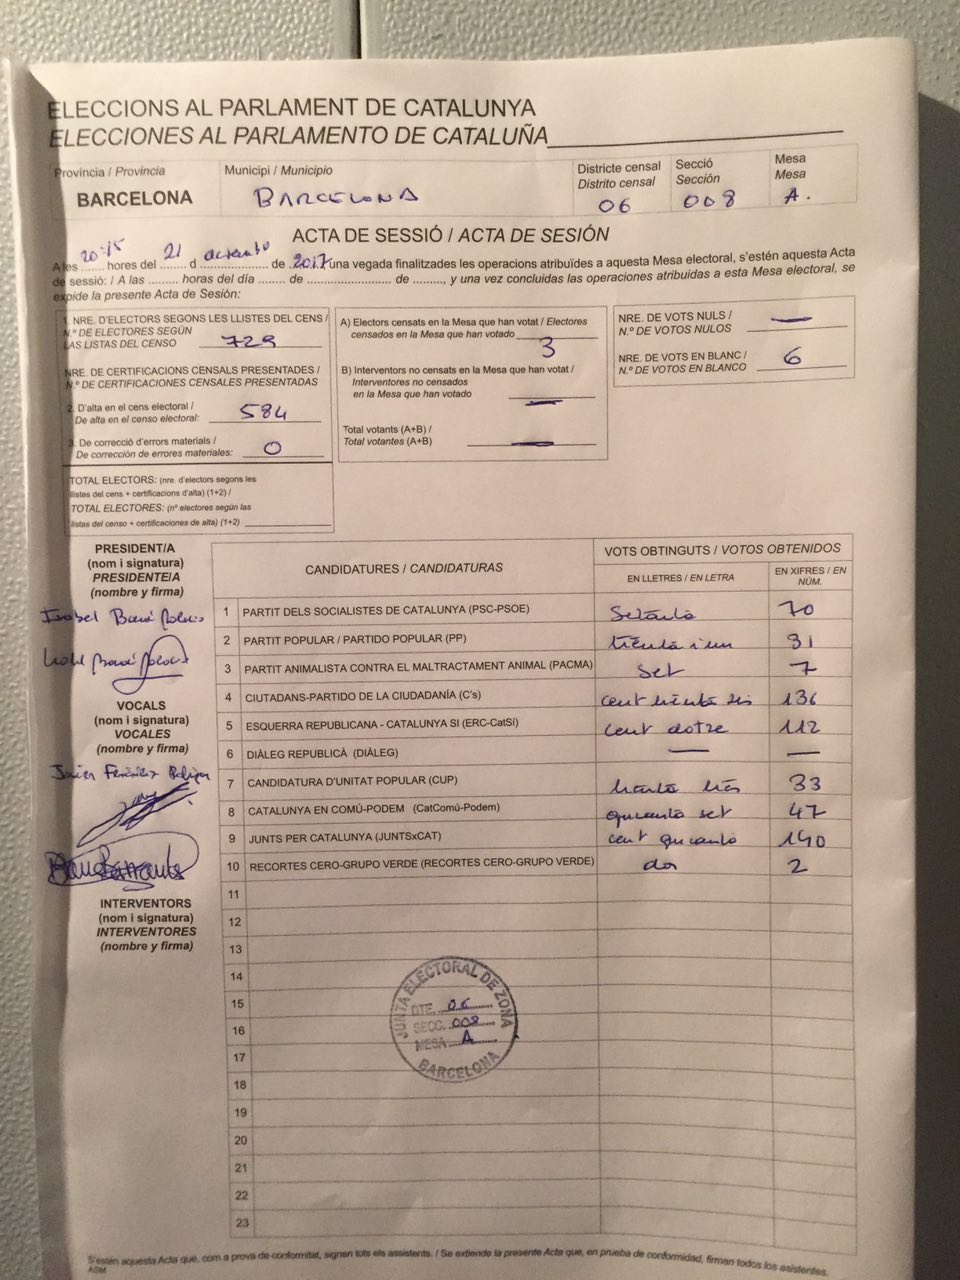 ELECCIONS AL PARLAMENT DE CATALUNYA
ELECCIONES AL PARLAMENTO DE CATALUÑA
Província / Provincia
BARCELONA
Municipi / Municipio
BARCELONA
Districte censal
Distrito censal
06
Secció
Sección
008
Mesa
Mesa
A.
ACTA DE SESSIÓ / ACTA DE SESIÓN
A les 20:15 hores del 21 d de 2017 una vegada finalitzades les operacions atribuïdes a aquesta Mesa electoral, s'estén aquesta Acta
de sessió: / A las ......... horas del día ....... de .......................... de ........, y una vez concluidas las operaciones atribuidas a esta Mesa electoral, se
expide la presente Acta de Sesión:
1. NRE. D'ELECTORS SEGONS LES LLISTES DEL CENS /
N.º DE ELECTORES SEGÚN
LAS LISTAS DEL CENSO 729
NRE. DE CERTIFICACIONS CENSALS PRESENTADES /
N.º DE CERTIFICACIONES CENSALES PRESENTADAS
2. D'alta en el cens electoral /
De alta en el censo electoral: 584
3. De correcció d'errors materials /
De corrección de errores materiales: 0
TOTAL ELECTORS: (nre. d'electors segons les
llistes del cens + certificacions d'alta) (1+2) /
TOTAL ELECTORES: (nº electores según las
listas del censo + certificaciones de alta) (1+2)
A) Electors censats en la Mesa que han votat / Electores
censados en la Mesa que han votado
3
B) Interventors no censats en la Mesa que han votat /
Interventores no censados
en la Mesa que han votado —
Total votants (A+B) /
Total votantes (A+B) —
NRE. DE VOTS NULS /
N.º DE VOTOS NULOS —
NRE. DE VOTS EN BLANC /
N.º DE VOTOS EN BLANCO 6
PRESIDENT/A
(nom i signatura)
PRESIDENTE/A
(nombre y firma)
Isabel
VOCALS
(nom i signatura)
VOCALES
(nombre y firma)
Javier
INTERVENTORS
(nom i signatura)
INTERVENTORES
(nombre y firma)
CANDIDATURES / CANDIDATURAS
VOTS OBTINGUTS / VOTOS OBTENIDOS
EN LLETRES / EN LETRA
EN XIFRES / EN NÚM.
1 PARTIT DELS SOCIALISTES DE CATALUNYA (PSC-PSOE) Setanta 70
2 PARTIT POPULAR / PARTIDO POPULAR (PP) trenta i un 31
3 PARTIT ANIMALISTA CONTRA EL MALTRACTAMENT ANIMAL (PACMA) Set 7
4 CIUTADANS-PARTIDO DE LA CIUDADANÍA (C's) cent trenta sis 136
5 ESQUERRA REPUBLICANA - CATALUNYA SI (ERC-CatSí) cent dotze 112
6 DIÀLEG REPUBLICÀ (DIÀLEG) — —
7 CANDIDATURA D'UNITAT POPULAR (CUP) trenta tres 33
8 CATALUNYA EN COMÚ-PODEM (CatComú-Podem) quranta set 47
9 JUNTS PER CATALUNYA (JUNTSxCAT) cent quranta 140
10 RECORTES CERO-GRUPO VERDE (RECORTES CERO-GRUPO VERDE) dos 2
11
12
13
14
15
16
17
18
19
20
21
22
23
JUNTA ELECTORAL DE ZONA
DTE. 06
SECC. 008
MESA A
BARCELONA
S'estén aquesta Acta que, com a prova de conformitat, signen tots els assistents. / Se extiende la presente Acta que, en prueba de conformidad, firman todos los asistentes.
ASM